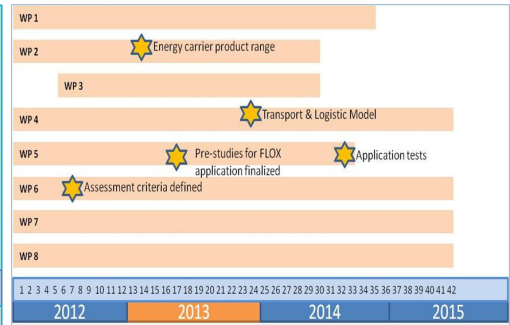 WP 1
WP 2
Energy carrier product range
WP 3
WP 4
Transport & Logistic Model
WP 5
Pre-studies for FLOX
application finalized
Application tests
WP 6
Assessment criteria defined
WP 7
WP 8
1 2 3 4 5 6 7 8 9 10 11 12 13 14 15 16 17 18 19 20 21 22 23 24 25 26 27 28 29 30 31 32 33 34 35 36 37 38 39 40 41 42
2012 2013 2014 2015